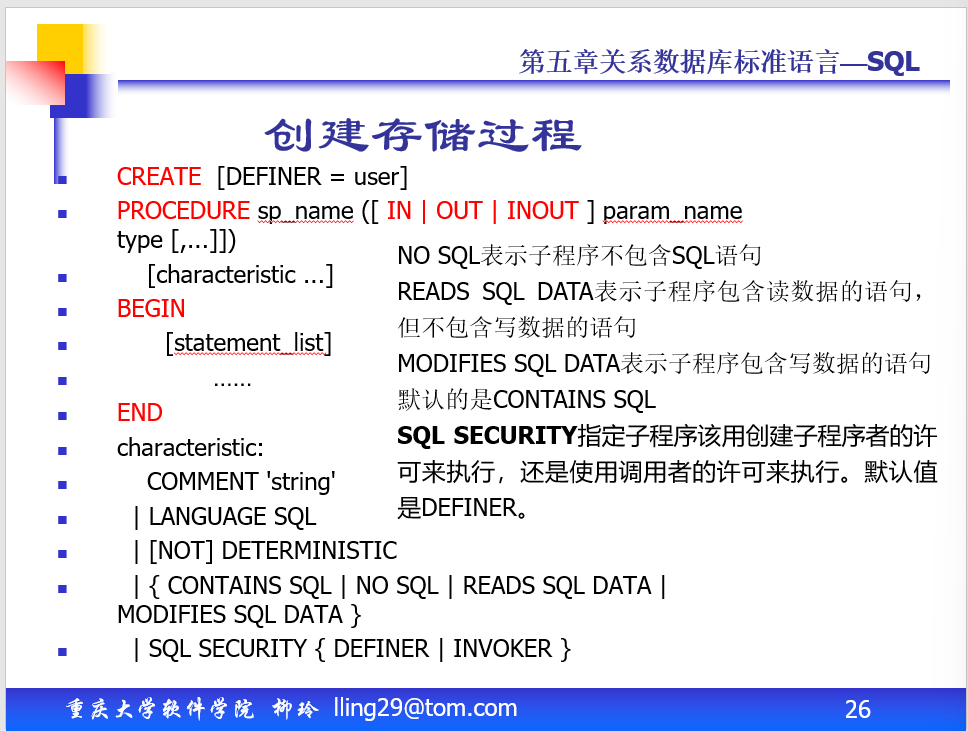 第五章关系数据库标准语言—SQL
创建存储过程
CREATE [DEFINER = user]
PROCEDURE sp_name ([ IN | OUT | INOUT ] param_name
type [,...]])
[characteristic ...]
BEGIN
[statement_list]
……
END
characteristic:
COMMENT 'string'
| LANGUAGE SQL
| [NOT] DETERMINISTIC
| { CONTAINS SQL | NO SQL | READS SQL DATA |
MODIFIES SQL DATA }
| SQL SECURITY { DEFINER | INVOKER }
NO SQL表示子程序不包含SQL语句
READS SQL DATA表示子程序包含读数据的语句，
但不包含写数据的语句
MODIFIES SQL DATA表示子程序包含写数据的语句
默认的是CONTAINS SQL
SQL SECURITY指定子程序该用创建子程序者的许
可来执行，还是使用调用者的许可来执行。默认值
是DEFINER。
重庆大学软件学院 柳玲 lling29@tom.com
26